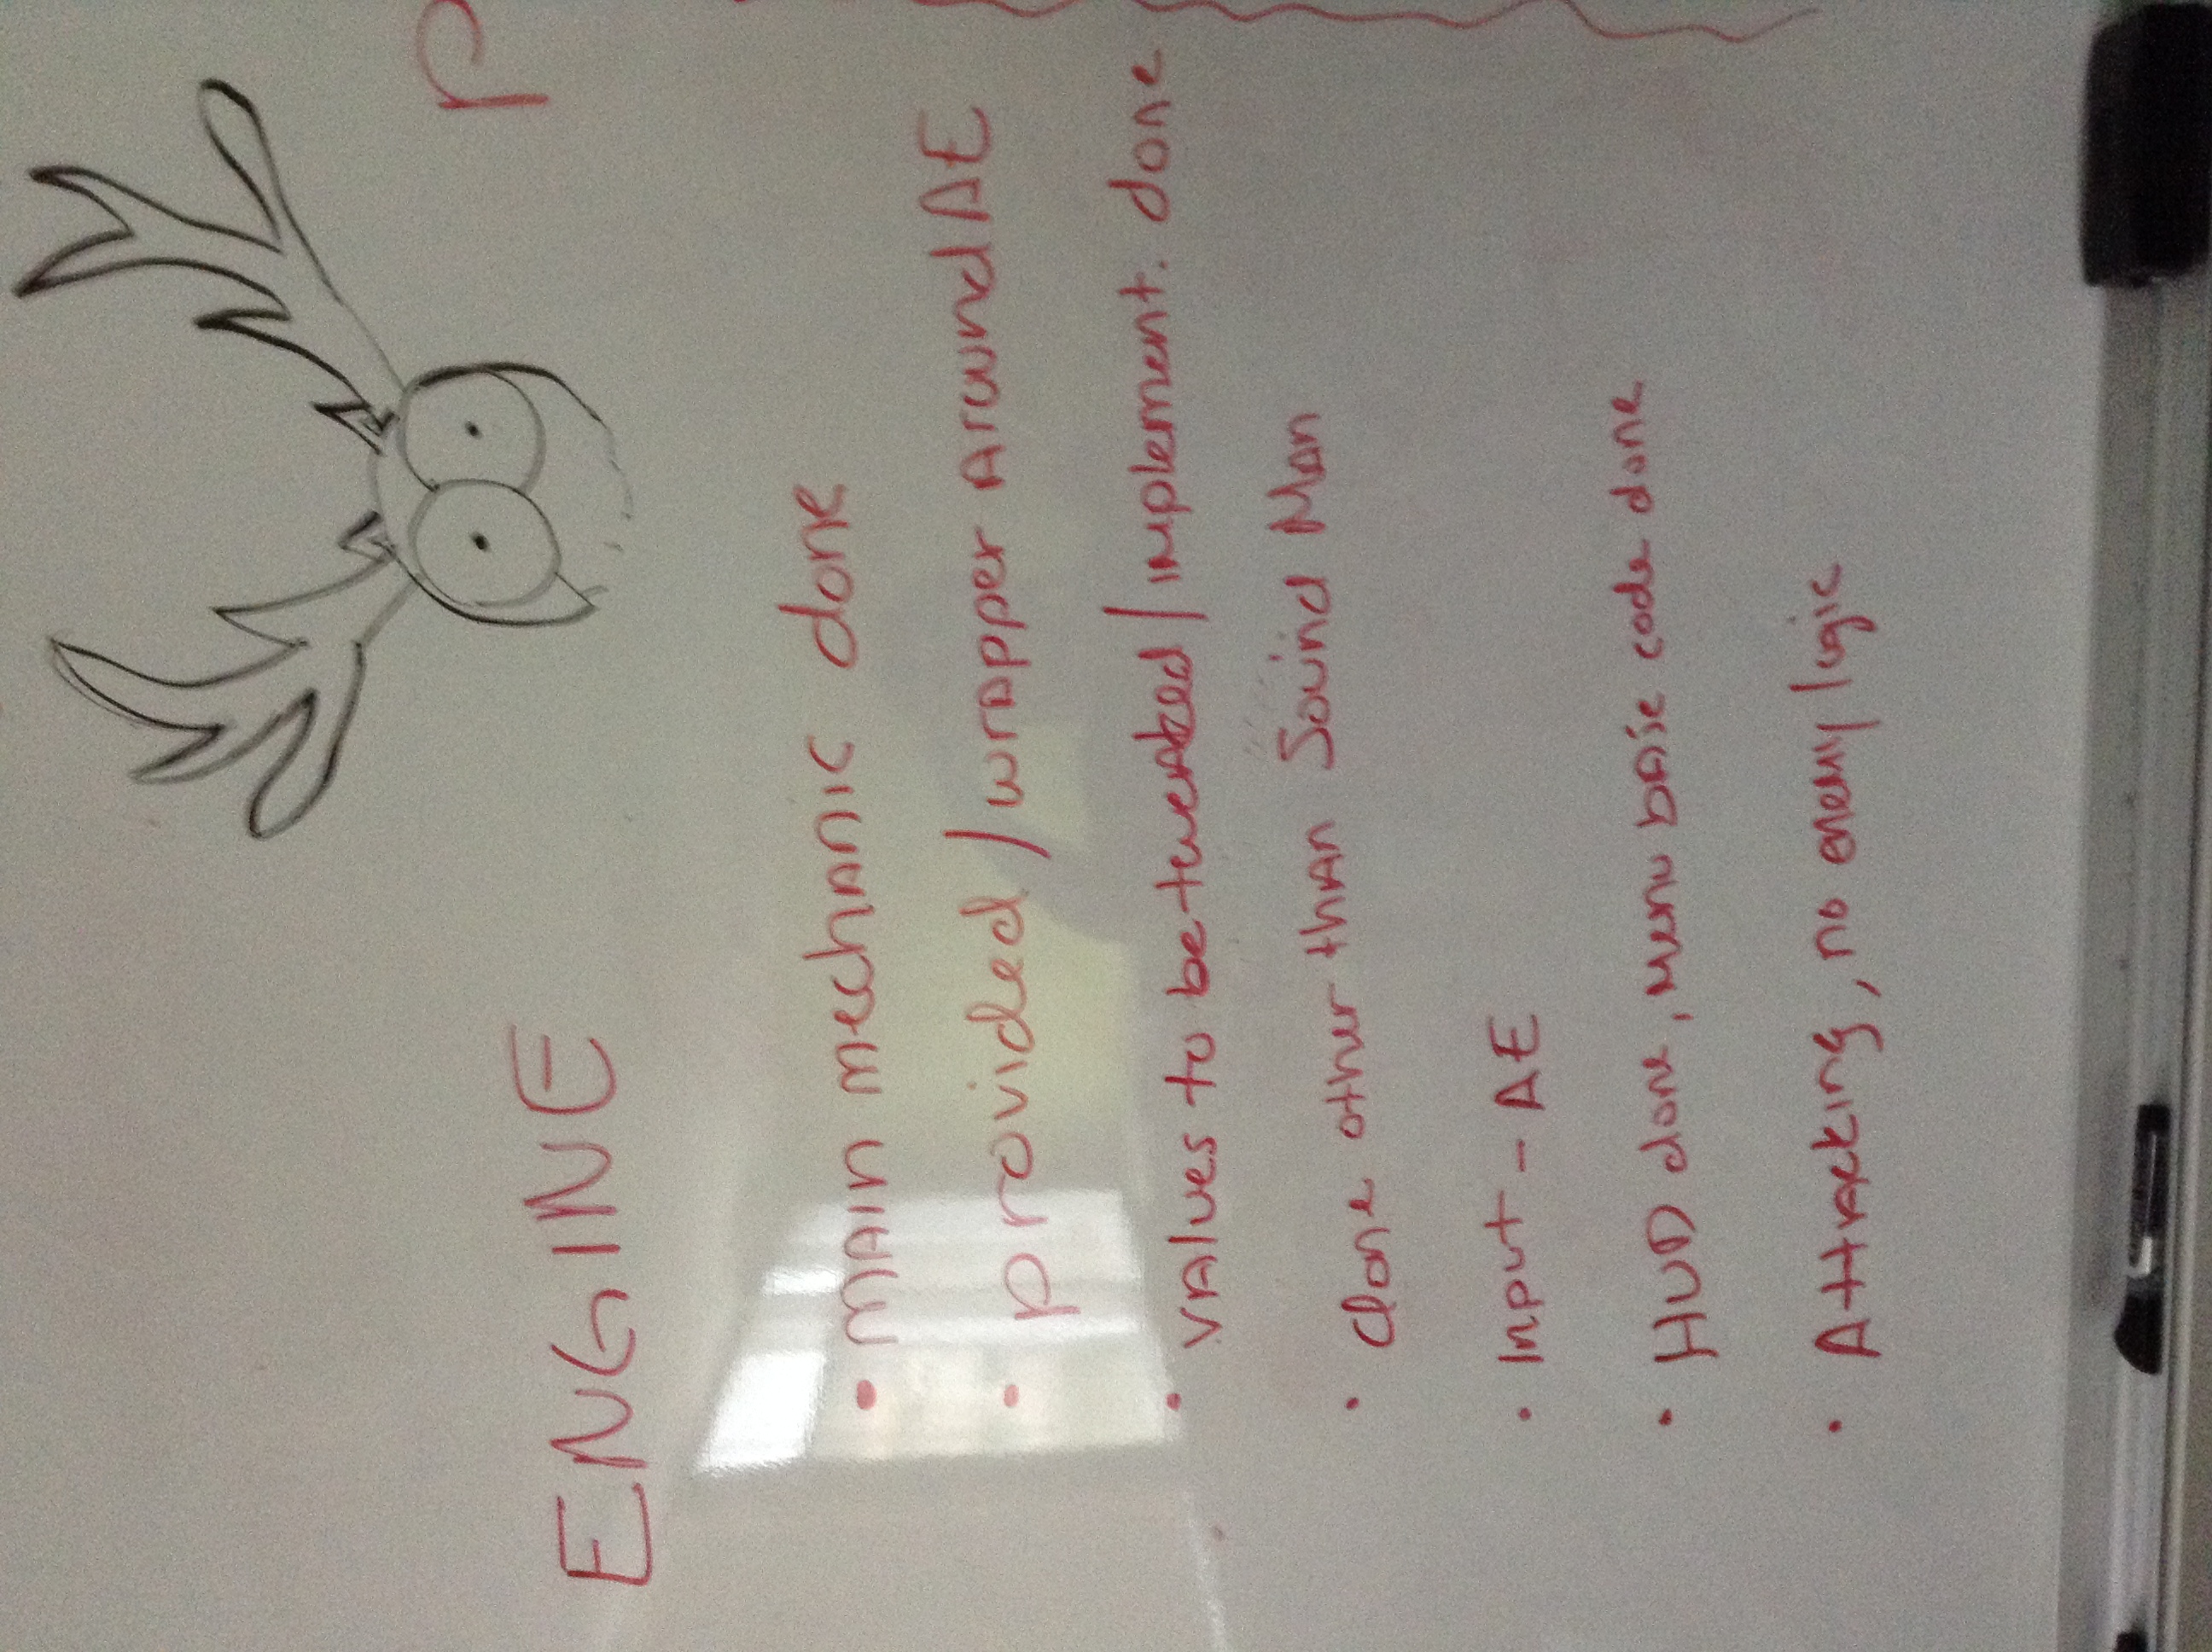 P
ENGINE
• MAIN mechanic done
• provided / wrapper Around AE
• VAlues to be tweaked / implement. done
• done other than Sound Man
• Input - AE
• HUD done, Menu bAsic code done
• Attacking, no enemy logic